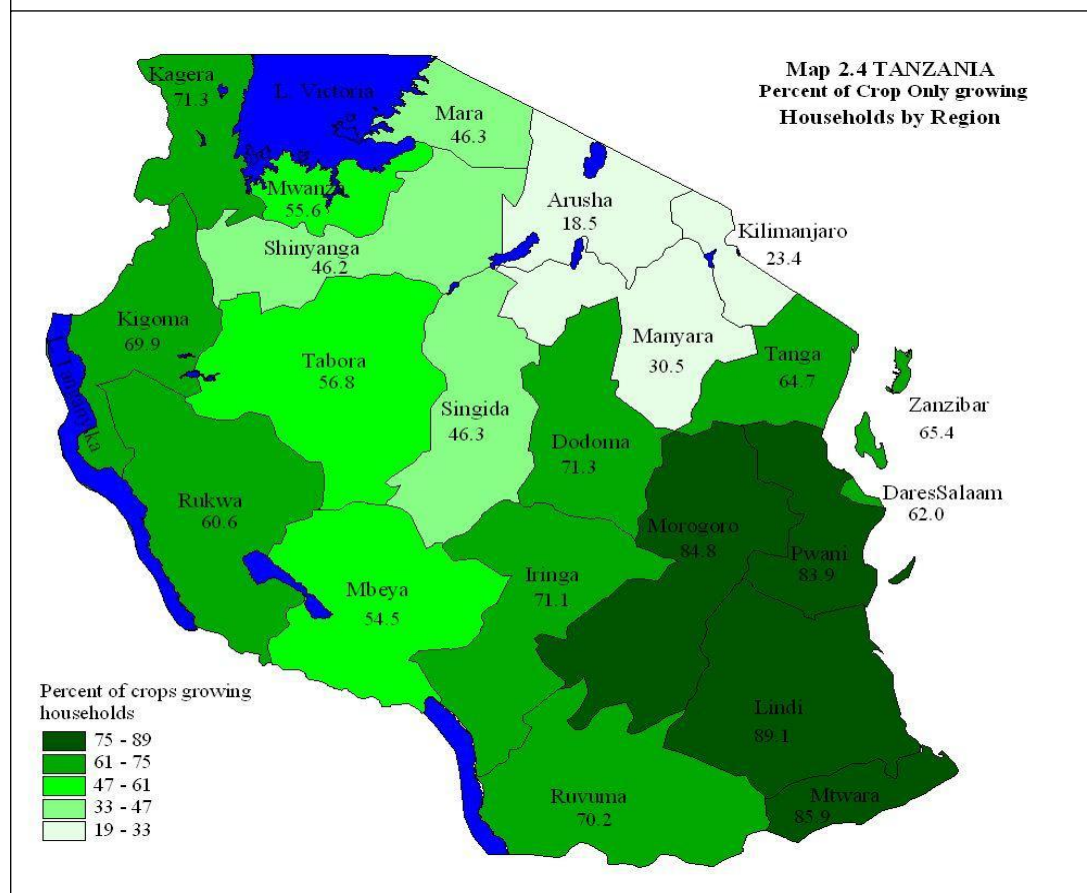 Map 2.4 TANZANIA
Percent of Crop Only growing
Households by Region
Kagera
71.3
L. Victoria
Mara
46.3
Mwanza
55.6
Arusha
18.5
Kilimanjaro
23.4
Shinyanga
46.2
Kigoma
69.9
Manyara
30.5
Tanga
64.7
Tabora
56.8
Singida
46.3
Zanzibar
65.4
Dodoma
71.3
Rukwa
60.6
DaresSalaam
62.0
Morogoro
84.8
Pwani
83.9
Iringa
71.1
Mbeya
54.5
Lindi
89.1
Ruvuma
70.2
Mtwara
85.9
Percent of crops growing
households
75 - 89
61 - 75
47 - 61
33 - 47
19 - 33